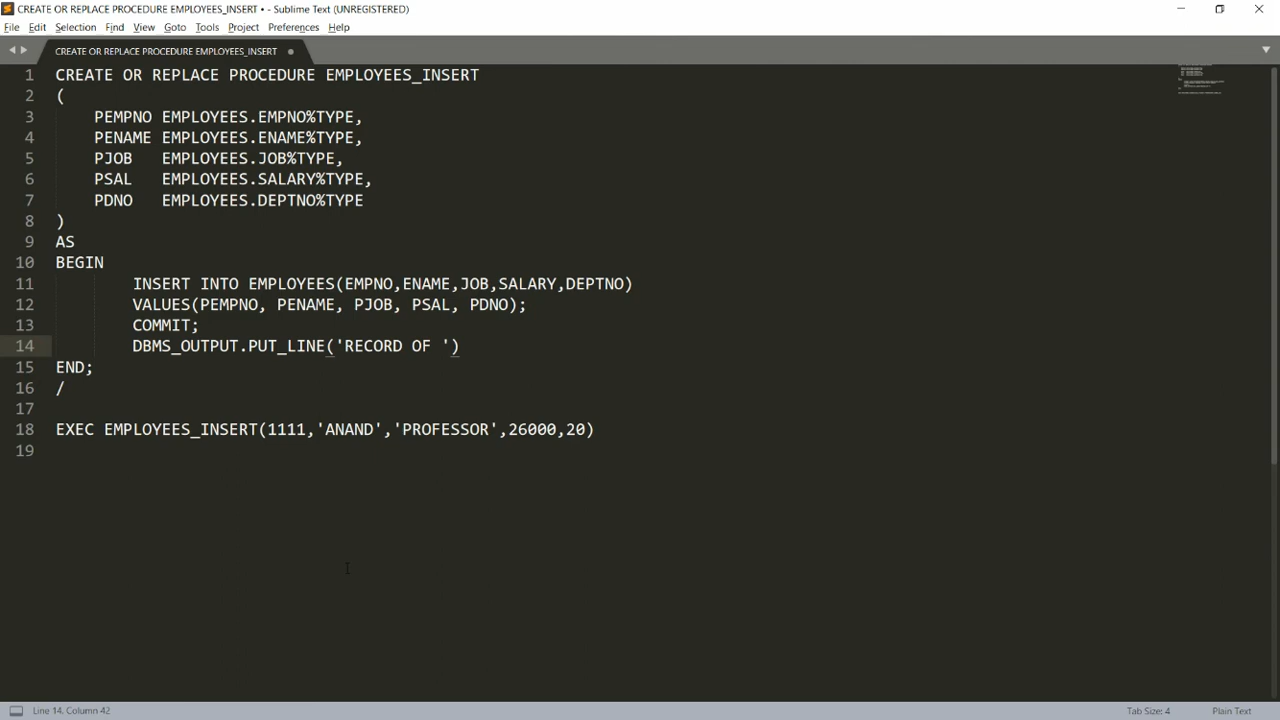 CREATE OR REPLACE PROCEDURE EMPLOYEES_INSERT • - Sublime Text (UNREGISTERED)
File Edit Selection Find View Goto Tools Project Preferences Help
CREATE OR REPLACE PROCEDURE EMPLOYEES_INSERT
1 CREATE OR REPLACE PROCEDURE EMPLOYEES_INSERT
2 (
3 PEMPNO EMPLOYEES.EMPNO%TYPE,
4 PENAME EMPLOYEES.ENAME%TYPE,
5 PJOB EMPLOYEES.JOB%TYPE,
6 PSAL EMPLOYEES.SALARY%TYPE,
7 PDNO EMPLOYEES.DEPTNO%TYPE
8 )
9 AS
10 BEGIN
11 INSERT INTO EMPLOYEES(EMPNO,ENAME,JOB,SALARY,DEPTNO)
12 VALUES(PEMPNO, PENAME, PJOB, PSAL, PDNO);
13 COMMIT;
14 DBMS_OUTPUT.PUT_LINE('RECORD OF ')
15 END;
16 /
17
18 EXEC EMPLOYEES_INSERT(1111,'ANAND','PROFESSOR',26000,20)
19
Line 14, Column 42 Tab Size: 4 Plain Text